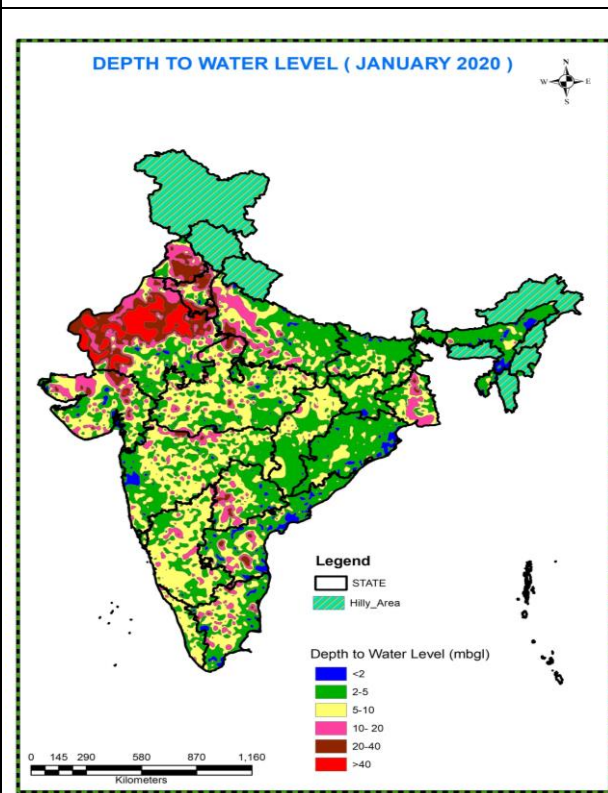 DEPTH TO WATER LEVEL ( JANUARY 2020 )
N
W E
S
Legend
STATE
Hilly_Area
Depth to Water Level (mbgl)
<2
2-5
5-10
10- 20
20-40
>40
0 145 290 580 870 1,160
Kilometers